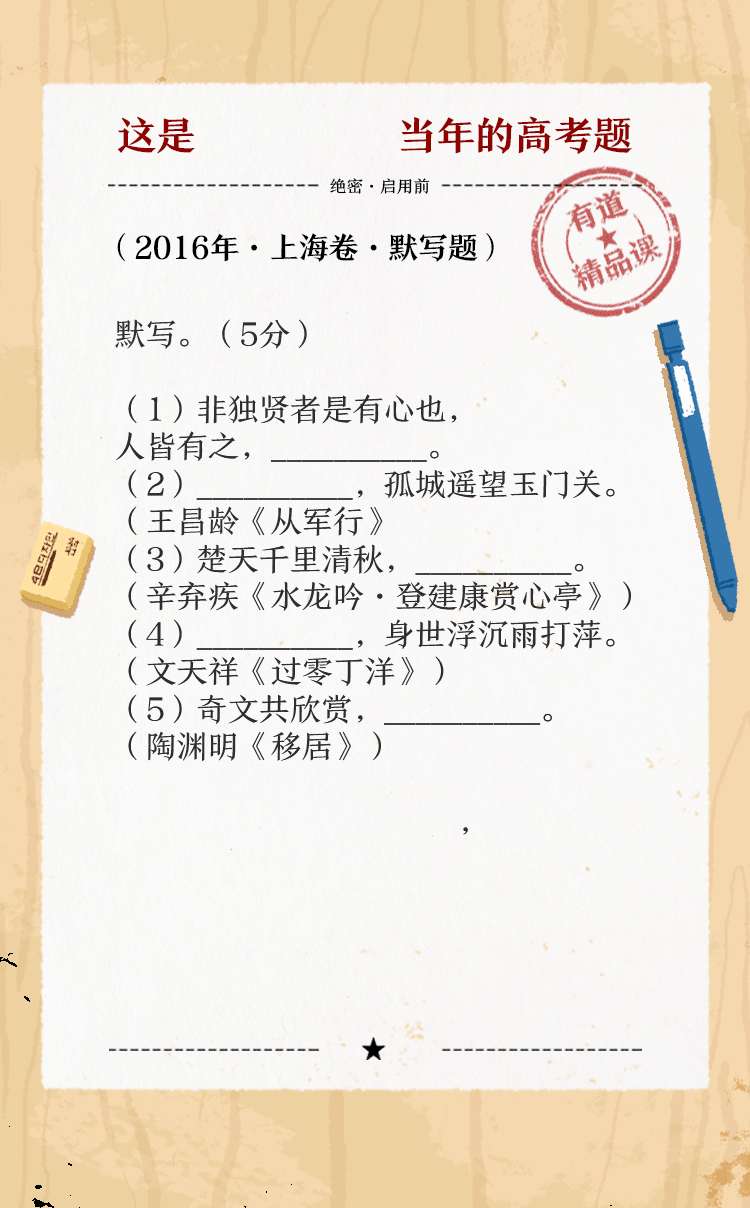 这是 当年的高考题
绝密·启用前
有道
精品课
（2016年·上海卷·默写题）
默写。（5分）
（1）非独贤者是有心也，
人皆有之，__________。
（2）__________，孤城遥望玉门关。
（王昌龄《从军行》
（3）楚天千里清秋，__________。
（辛弃疾《水龙吟·登建康赏心亭》）
（4）__________，身世浮沉雨打萍。
（文天祥《过零丁洋》）
（5）奇文共欣赏，__________。
（陶渊明《移居》）
，